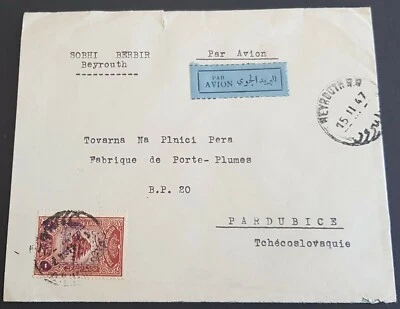 SOBHI BERBIR
Beyrouth
Par Avion
PAR AVION البريد الجوي
BEYROUTH R.P.
15 11 47
بيروت
Tovarna Na Plnici Pera
Fabrique de Porte-Plumes
B.P. 20
PARDUBICE
Tchécoslovaquie